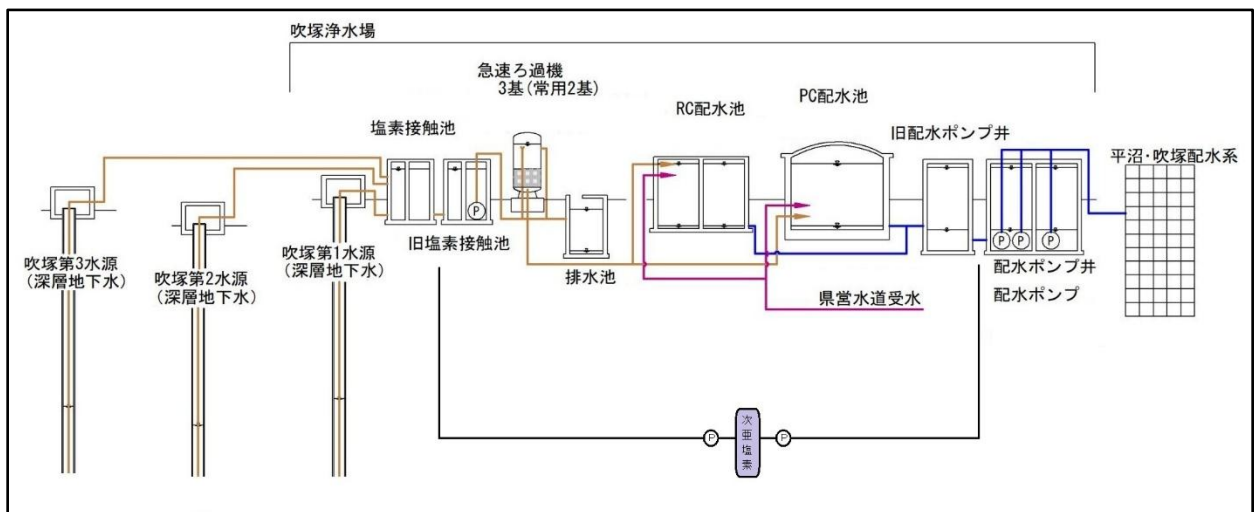 吹塚浄水場
急速ろ過機
3基(常用2基)
塩素接触池
RC配水池
PC配水池
旧配水ポンプ井
平沼・吹塚配水系
P
P
P
P
旧塩素接触池
吹塚第3水源
(深層地下水)
吹塚第2水源
(深層地下水)
吹塚第1水源
(深層地下水)
排水池
配水ポンプ井
配水ポンプ
県営水道受水
P
次亜塩素
P